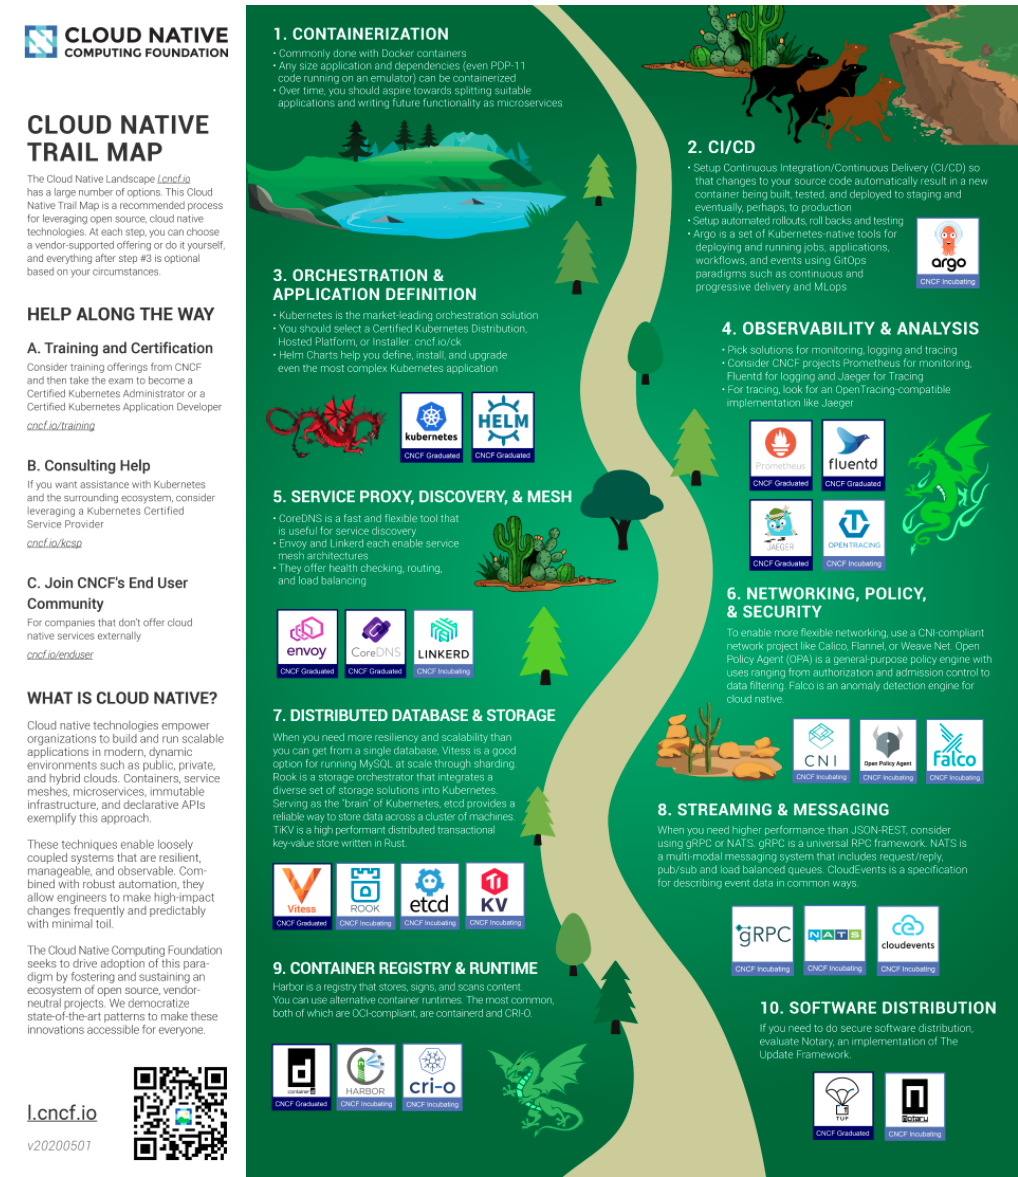 CLOUD NATIVE
COMPUTING FOUNDATION
CLOUD NATIVE
TRAIL MAP
The Cloud Native Landscape l.cncf.io
has a large number of options. This Cloud
Native Trail Map is a recommended process
for leveraging open source, cloud native
technologies. At each step, you can choose
a vendor-supported offering or do it yourself,
and everything after step #3 is optional
based on your circumstances.
HELP ALONG THE WAY
A. Training and Certification
Consider training offerings from CNCF
and then take the exam to become a
Certified Kubernetes Administrator or a
Certified Kubernetes Application Developer
cncf.io/training
B. Consulting Help
If you want assistance with Kubernetes
and the surrounding ecosystem, consider
leveraging a Kubernetes Certified
Service Provider
cncf.io/kcsp
C. Join CNCF's End User
Community
For companies that don't offer cloud
native services externally
cncf.io/enduser
WHAT IS CLOUD NATIVE?
Cloud native technologies empower
organizations to build and run scalable
applications in modern, dynamic
environments such as public, private,
and hybrid clouds. Containers, service
meshes, microservices, immutable
infrastructure, and declarative APIs
exemplify this approach.
These techniques enable loosely
coupled systems that are resilient,
manageable, and observable. Com-
bined with robust automation, they
allow engineers to make high-impact
changes frequently and predictably
with minimal toil.
The Cloud Native Computing Foundation
seeks to drive adoption of this para-
digm by fostering and sustaining an
ecosystem of open source, vendor-
neutral projects. We democratize
state-of-the-art patterns to make these
innovations accessible for everyone.
l.cncf.io
v20200501
1. CONTAINERIZATION
• Commonly done with Docker containers
• Any size application and dependencies (even PDP-11
code running on an emulator) can be containerized
• Over time, you should aspire towards splitting suitable
applications and writing future functionality as microservices
2. CI/CD
• Setup Continuous Integration/Continuous Delivery (CI/CD) so
that changes to your source code automatically result in a new
container being built, tested, and deployed to staging and
eventually, perhaps, to production
• Setup automated rollouts, roll backs and testing
• Argo is a set of Kubernetes-native tools for
deploying and running jobs, applications,
workflows, and events using GitOps
paradigms such as continuous and
progressive delivery and MLops
argo
CNCF Incubating
3. ORCHESTRATION &
APPLICATION DEFINITION
• Kubernetes is the market-leading orchestration solution
• You should select a Certified Kubernetes Distribution,
Hosted Platform, or Installer: cncf.io/ck
• Helm Charts help you define, install, and upgrade
even the most complex Kubernetes application
kubernetes
CNCF Graduated
HELM
CNCF Graduated
4. OBSERVABILITY & ANALYSIS
• Pick solutions for monitoring, logging and tracing
• Consider CNCF projects Prometheus for monitoring,
Fluentd for logging and Jaeger for Tracing
• For tracing, look for an OpenTracing-compatible
implementation like Jaeger
Prometheus
CNCF Graduated
fluentd
CNCF Graduated
JAEGER
CNCF Graduated
OPENTRACING
CNCF Incubating
5. SERVICE PROXY, DISCOVERY, & MESH
• CoreDNS is a fast and flexible tool that
is useful for service discovery
• Envoy and Linkerd each enable service
mesh architectures
• They offer health checking, routing,
and load balancing
envoy
CNCF Graduated
CoreDNS
CNCF Graduated
LINKERD
CNCF Incubating
6. NETWORKING, POLICY,
& SECURITY
To enable more flexible networking, use a CNI-compliant
network project like Calico, Flannel, or Weave Net. Open
Policy Agent (OPA) is a general-purpose policy engine with
uses ranging from authorization and admission control to
data filtering. Falco is an anomaly detection engine for
cloud native.
CNI
CNCF Incubating
Open Policy Agent
CNCF Incubating
falco
CNCF Incubating
7. DISTRIBUTED DATABASE & STORAGE
When you need more resiliency and scalability than
you can get from a single database, Vitess is a good
option for running MySQL at scale through sharding.
Rook is a storage orchestrator that integrates a
diverse set of storage solutions into Kubernetes.
Serving as the "brain" of Kubernetes, etcd provides a
reliable way to store data across a cluster of machines.
TiKV is a high performant distributed transactional
key-value store written in Rust.
Vitess
CNCF Graduated
ROOK
CNCF Incubating
etcd
CNCF Incubating
TI
KV
CNCF Incubating
8. STREAMING & MESSAGING
When you need higher performance than JSON-REST, consider
using gRPC or NATS. gRPC is a universal RPC framework. NATS is
a multi-modal messaging system that includes request/reply,
pub/sub and load balanced queues. CloudEvents is a specification
for describing event data in common ways.
gRPC
CNCF Incubating
NATS
CNCF Incubating
cloudevents
CNCF Incubating
9. CONTAINER REGISTRY & RUNTIME
Harbor is a registry that stores, signs, and scans content.
You can use alternative container runtimes. The most common,
both of which are OCI-compliant, are containerd and CRI-O.
containerd
CNCF Graduated
HARBOR
CNCF Incubating
cri-o
CNCF Incubating
10. SOFTWARE DISTRIBUTION
If you need to do secure software distribution,
evaluate Notary, an implementation of The
Update Framework.
TUF
CNCF Graduated
Notary
CNCF Incubating